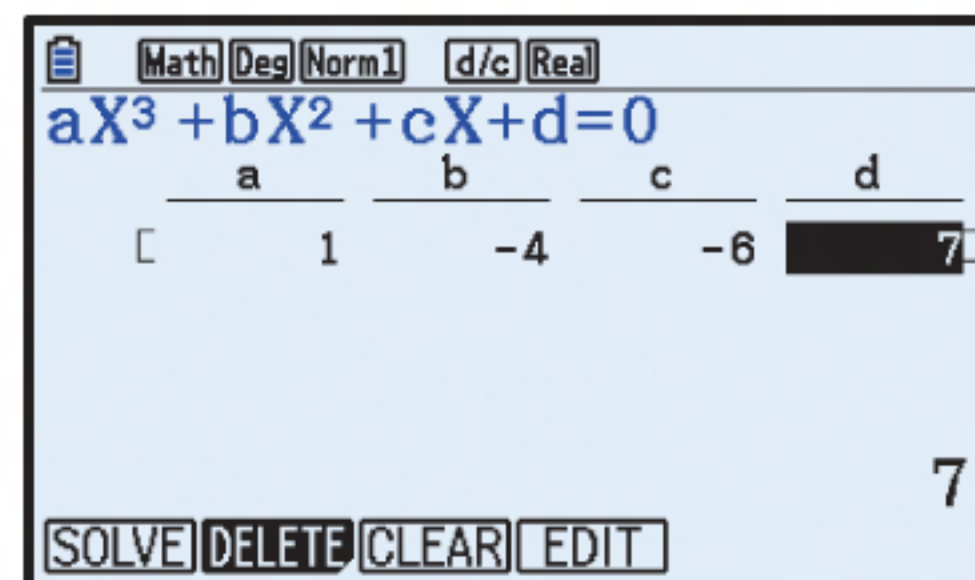 Math Deg Norm1 d/c Real
aX³+bX²+cX+d=0
a b c d
[ 1 -4 -6 7 ]
7
SOLVE DELETE CLEAR EDIT